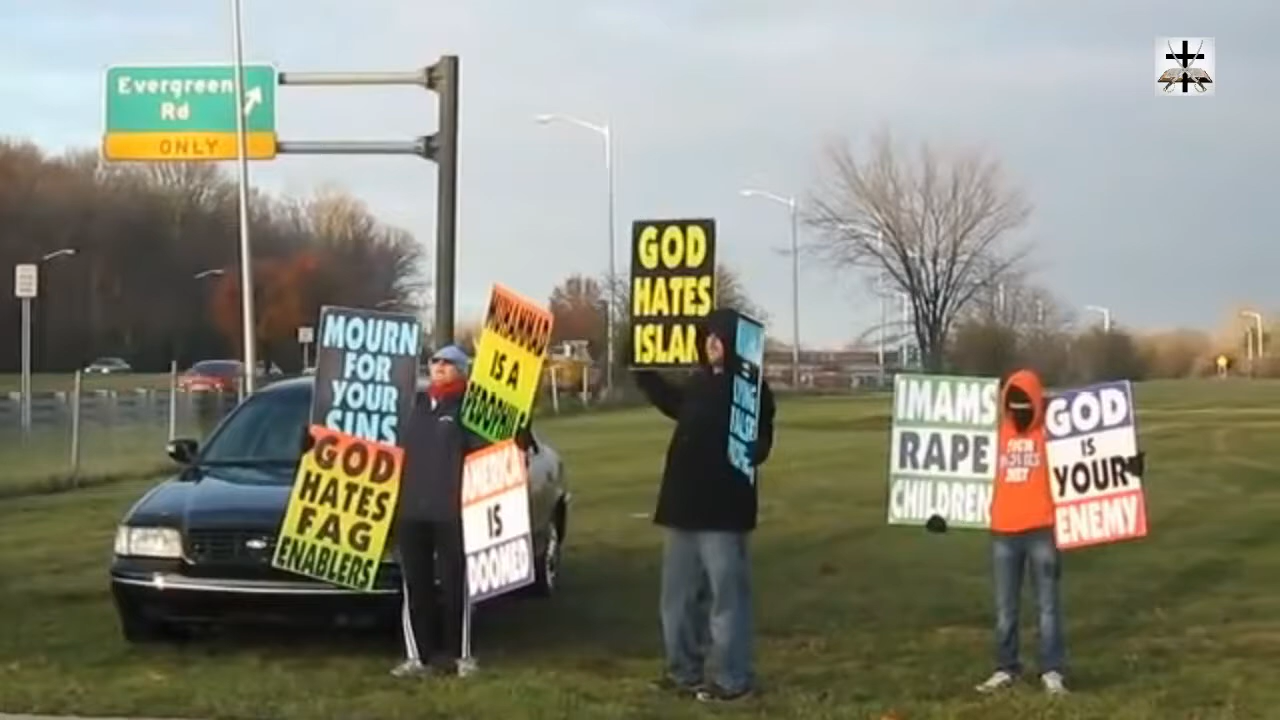 Evergreen
Rd
ONLY
MOURN
FOR
YOUR
SINS
GOD
HATES
FAG
ENABLERS
IS A
AMERICA
IS
DOOMED
GOD
HATES
IMAMS
RAPE
CHILDREN
GOD
IS
YOUR
ENEMY